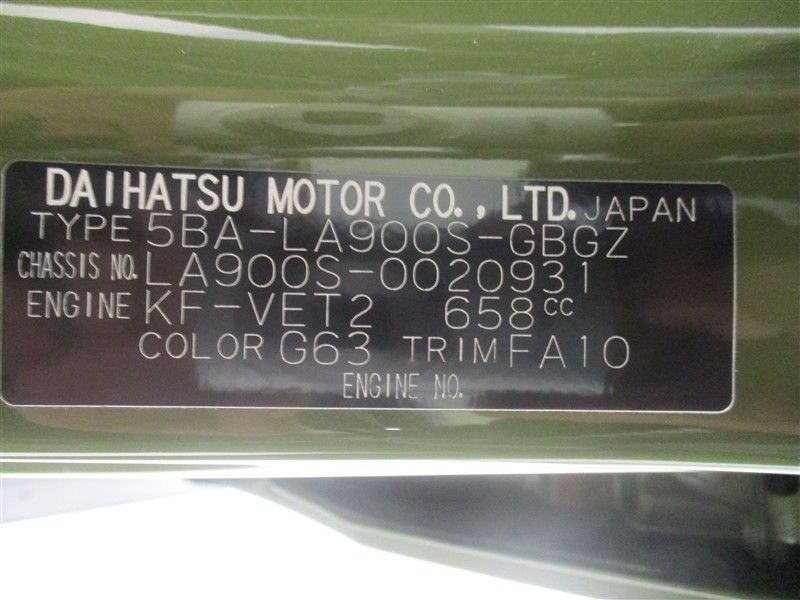 DAIHATSU MOTOR CO., LTD. JAPAN
TYPE 5BA-LA900S-GBGZ
CHASSIS NO. LA900S-0020931
ENGINE KF-VET2 658cc
COLOR G63 TRIM FA10
ENGINE NO.